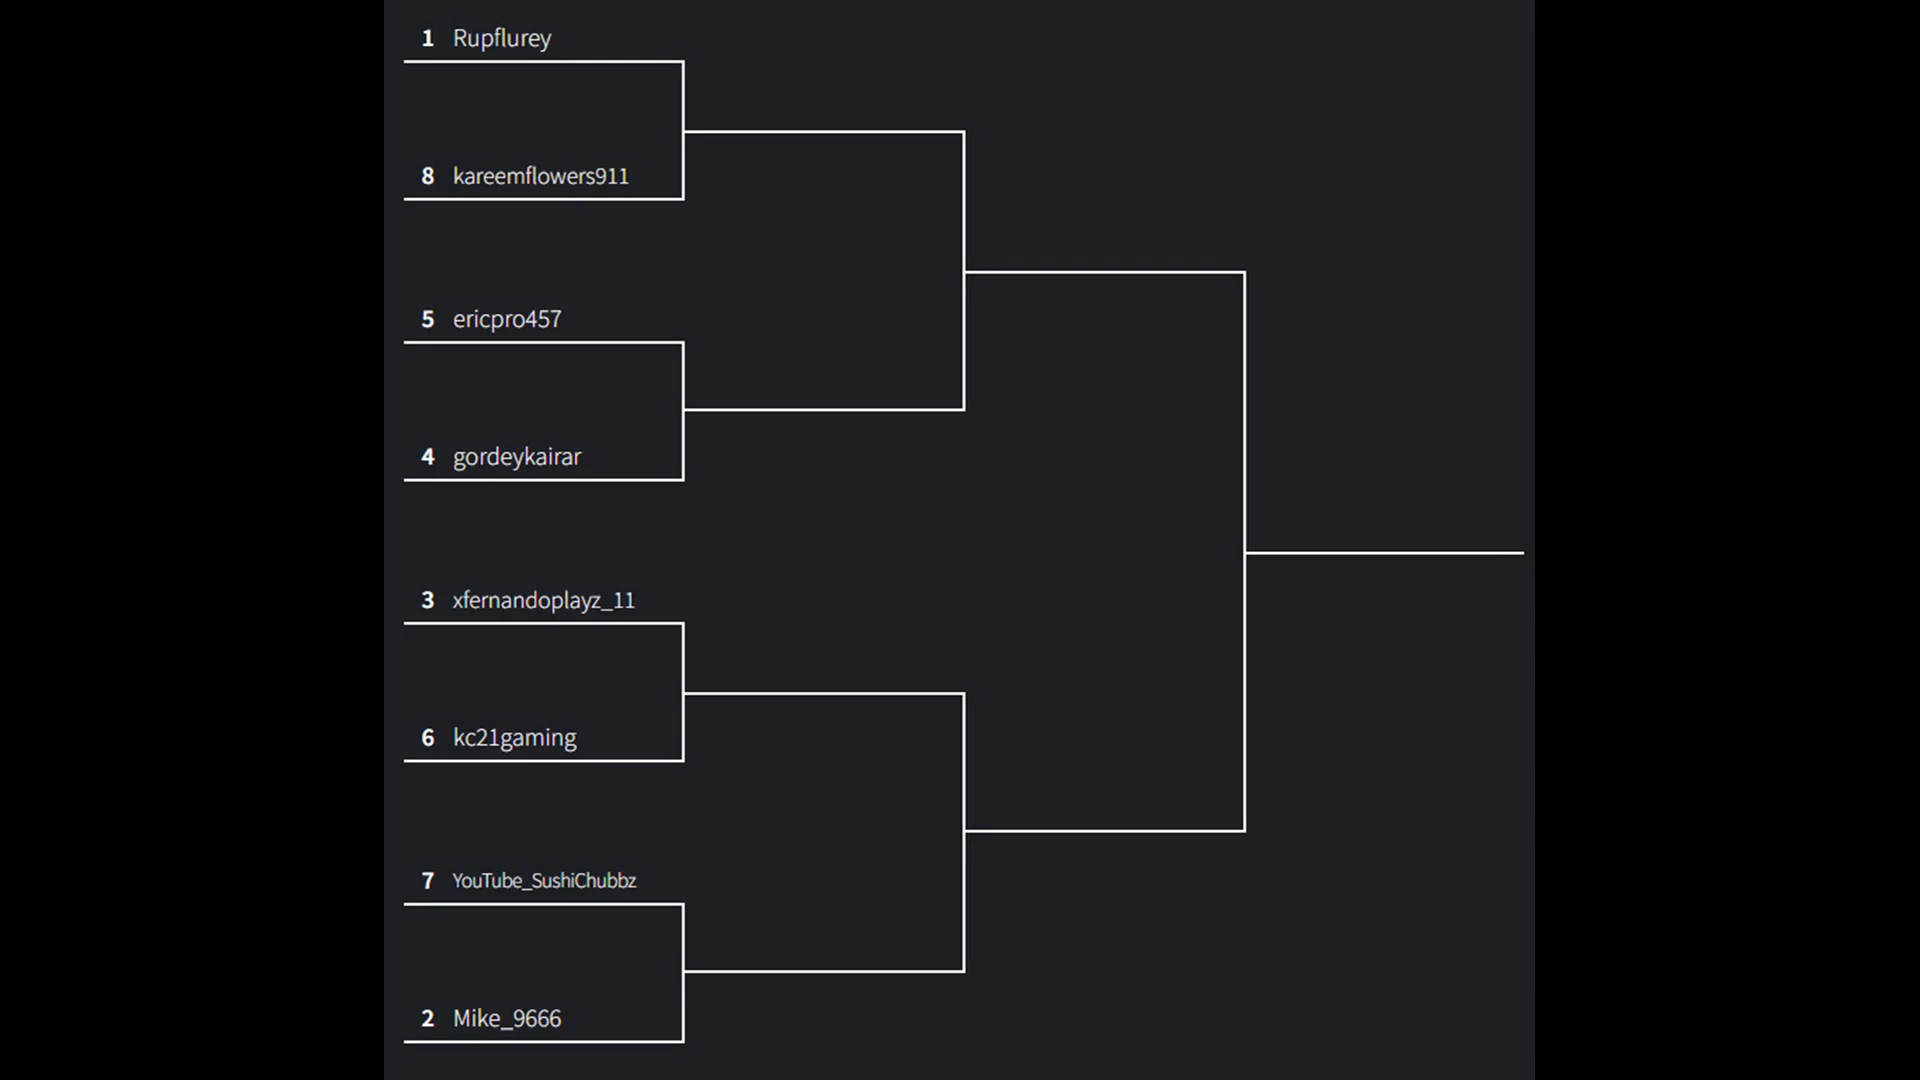 1 Rupflurey
8 kareemflowers911
5 ericpro457
4 gordeykairar
3 xfernandoplayz_11
6 kc21gaming
7 YouTube_SushiChubbz
2 Mike_9666